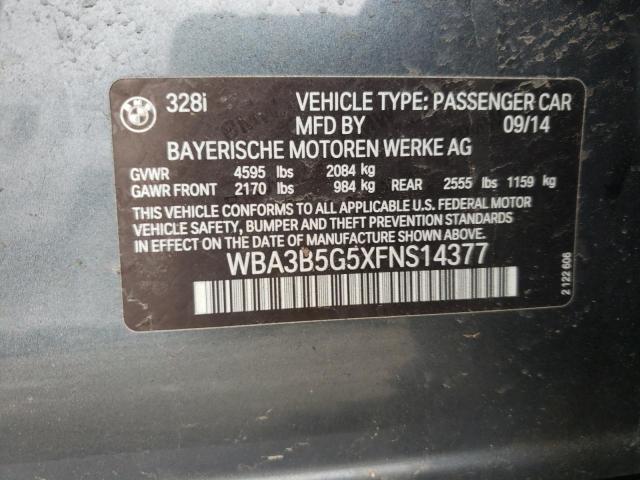 328i VEHICLE TYPE: PASSENGER CAR
MFD BY 09/14
BAYERISCHE MOTOREN WERKE AG
GVWR 4595 lbs 2084 kg
GAWR FRONT 2170 lbs 984 kg REAR 2555 lbs 1159 kg
THIS VEHICLE CONFORMS TO ALL APPLICABLE U.S. FEDERAL MOTOR
VEHICLE SAFETY, BUMPER AND THEFT PREVENTION STANDARDS
IN EFFECT ON THE DATE OF MANUFACTURE SHOWN ABOVE.
WBA3B5G5XFNS14377
2 122 606